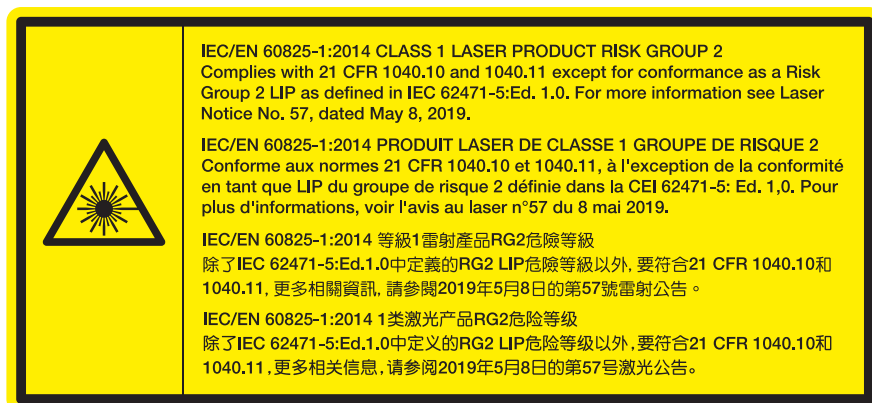 IEC/EN 60825-1:2014 CLASS 1 LASER PRODUCT RISK GROUP 2
Complies with 21 CFR 1040.10 and 1040.11 except for conformance as a Risk
Group 2 LIP as defined in IEC 62471-5:Ed. 1.0. For more information see Laser
Notice No. 57, dated May 8, 2019.
IEC/EN 60825-1:2014 PRODUIT LASER DE CLASSE 1 GROUPE DE RISQUE 2
Conforme aux normes 21 CFR 1040.10 et 1040.11, à l'exception de la conformité
en tant que LIP du groupe de risque 2 définie dans la CEI 62471-5: Ed. 1,0. Pour
plus d'informations, voir l'avis au laser n°57 du 8 mai 2019.
IEC/EN 60825-1:2014 等級1雷射產品RG2危險等級
除了IEC 62471-5:Ed.1.0中定義的RG2 LIP危險等級以外, 要符合21 CFR 1040.10和
1040.11, 更多相關資訊, 請參閱2019年5月8日的第57號雷射公告。
IEC/EN 60825-1:2014 1类激光产品RG2危险等级
除了IEC 62471-5:Ed.1.0中定义的RG2 LIP危险等级以外,要符合21 CFR 1040.10和
1040.11,更多相关信息,请参阅2019年5月8日的第57号激光公告。